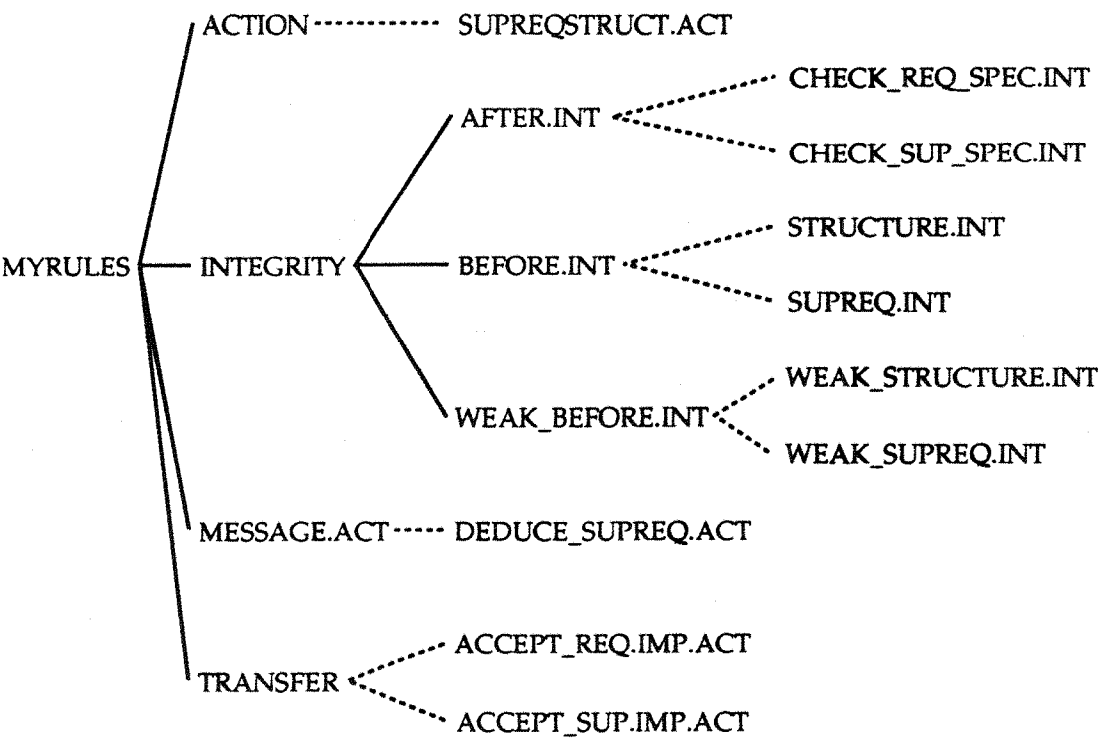 ACTION
SUPREQSTRUCT.ACT
CHECK_REQ_SPEC.INT
AFTER.INT
CHECK_SUP_SPEC.INT
STRUCTURE.INT
MYRULES
INTEGRITY
BEFORE.INT
SUPREQ.INT
WEAK_STRUCTURE.INT
WEAK_BEFORE.INT
WEAK_SUPREQ.INT
MESSAGE.ACT
DEDUCE_SUPREQ.ACT
ACCEPT_REQ.IMP.ACT
TRANSFER
ACCEPT_SUP.IMP.ACT